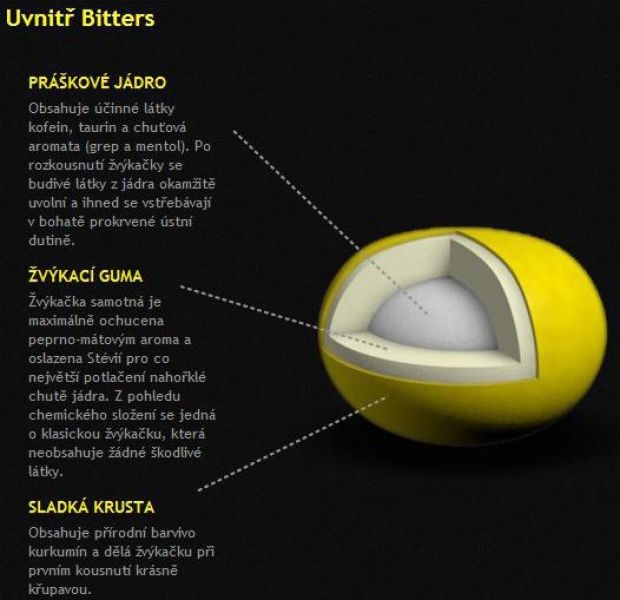 Uvnitř Bitters
PRÁŠKOVÉ JÁDRO
Obsahuje účinné látky
kofein, taurin a chuťová
aromata (grep a mentol). Po
rozkousnutí žvýkačky se
budivé látky z jádra okamžitě
uvolní a ihned se vstřebávají
v bohatě prokrvené ústní
dutině.
ŽVÝKACÍ GUMA
Žvýkačka samotná je
maximálně ochucena
peprno-mátovým aroma a
oslazena Stévií pro co
největší potlačení nahořklé
chutě jádra. Z pohledu
chemického složení se jedná
o klasickou žvýkačku, která
neobsahuje žádné škodlivé
látky.
SLADKÁ KRUSTA
Obsahuje přírodní barvivo
kurkumín a dělá žvýkačku při
prvním kousnutí krásně
křupavou.